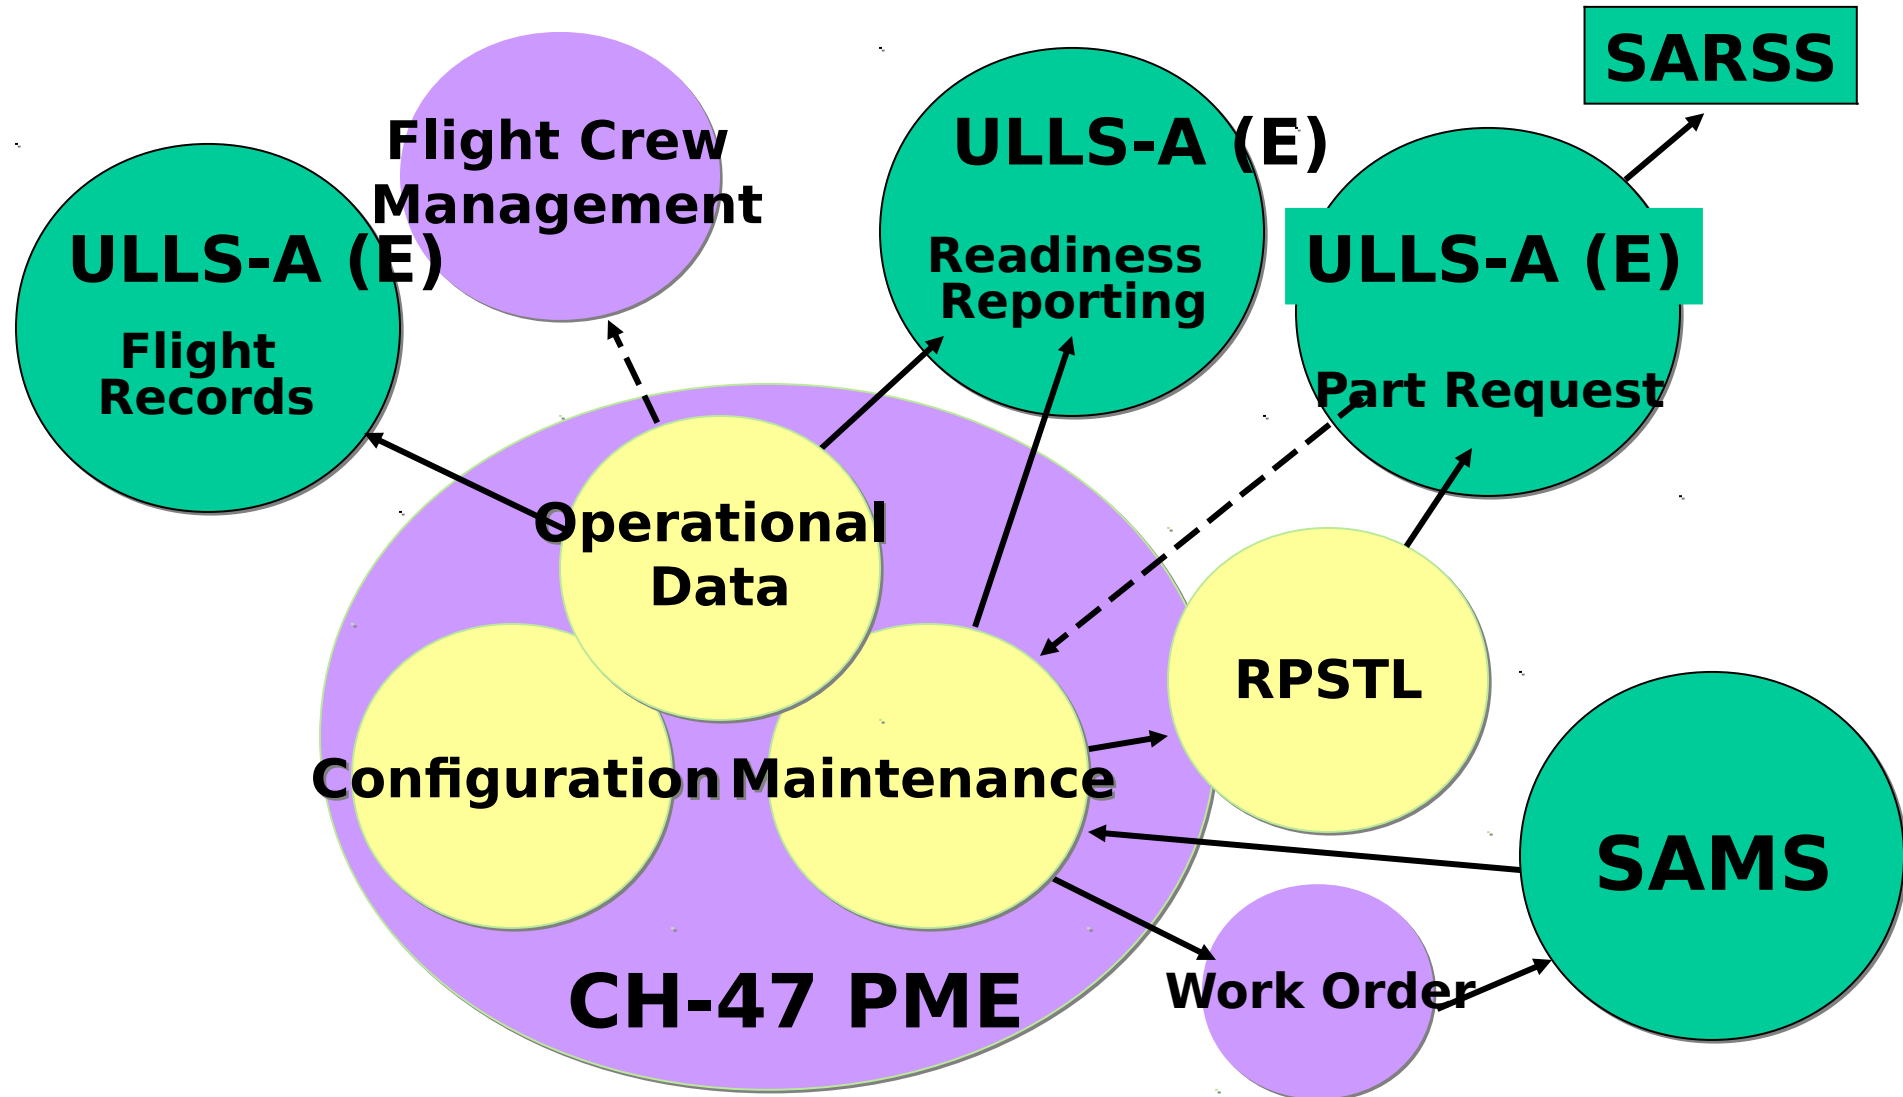 SARSS
Flight Crew
Management
ULLS-A (E)
Readiness
Reporting
ULLS-A (E)
Flight
Records
ULLS-A (E)
Part Request
Operational
Data
RPSTL
Configuration
Maintenance
SAMS
CH-47 PME
Work Order